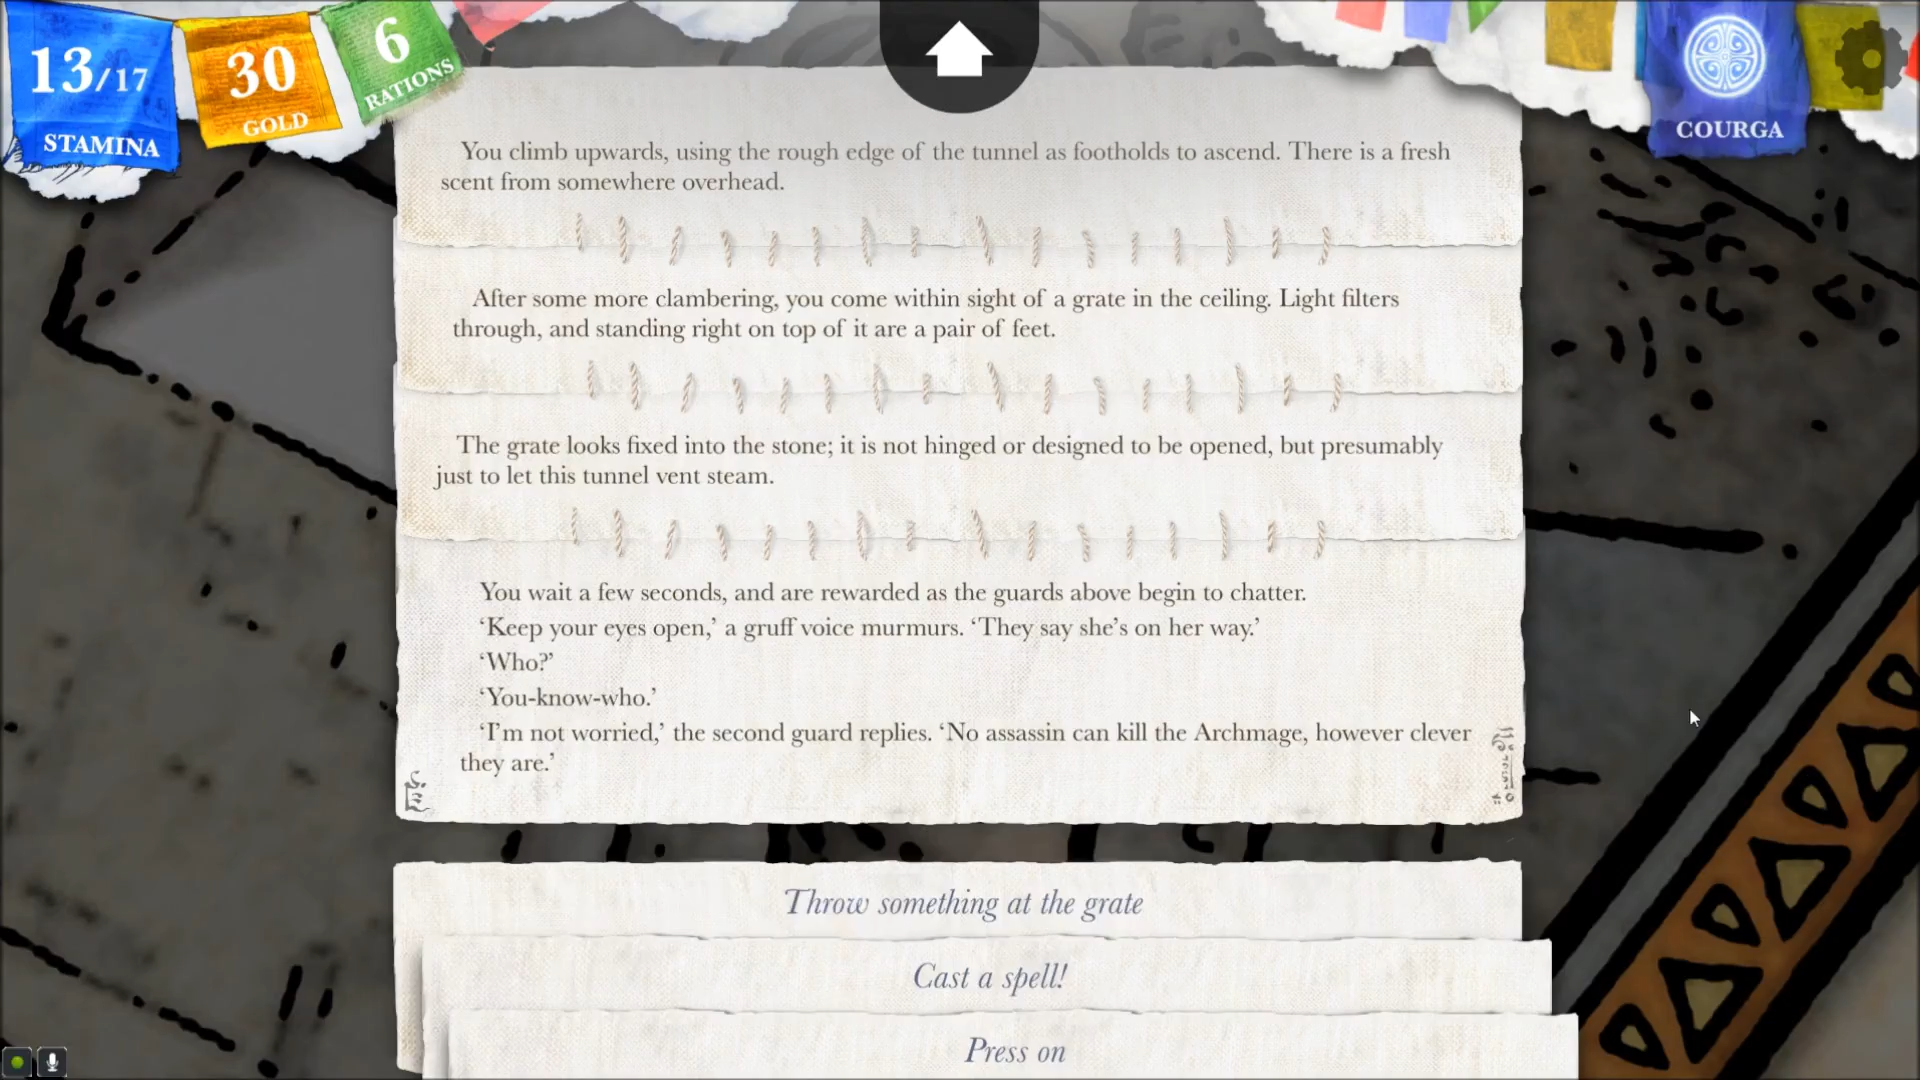 13/17
STAMINA
30
GOLD
6
RATIONS
COURGA
You climb upwards, using the rough edge of the tunnel as footholds to ascend. There is a fresh
scent from somewhere overhead.
After some more clambering, you come within sight of a grate in the ceiling. Light filters
through, and standing right on top of it are a pair of feet.
The grate looks fixed into the stone; it is not hinged or designed to be opened, but presumably
just to let this tunnel vent steam.
You wait a few seconds, and are rewarded as the guards above begin to chatter.
‘Keep your eyes open,’ a gruff voice murmurs. ‘They say she’s on her way.’
‘Who?’
‘You-know-who.’
‘I’m not worried,’ the second guard replies. ‘No assassin can kill the Archmage, however clever
they are.’
Throw something at the grate
Cast a spell!
Press on